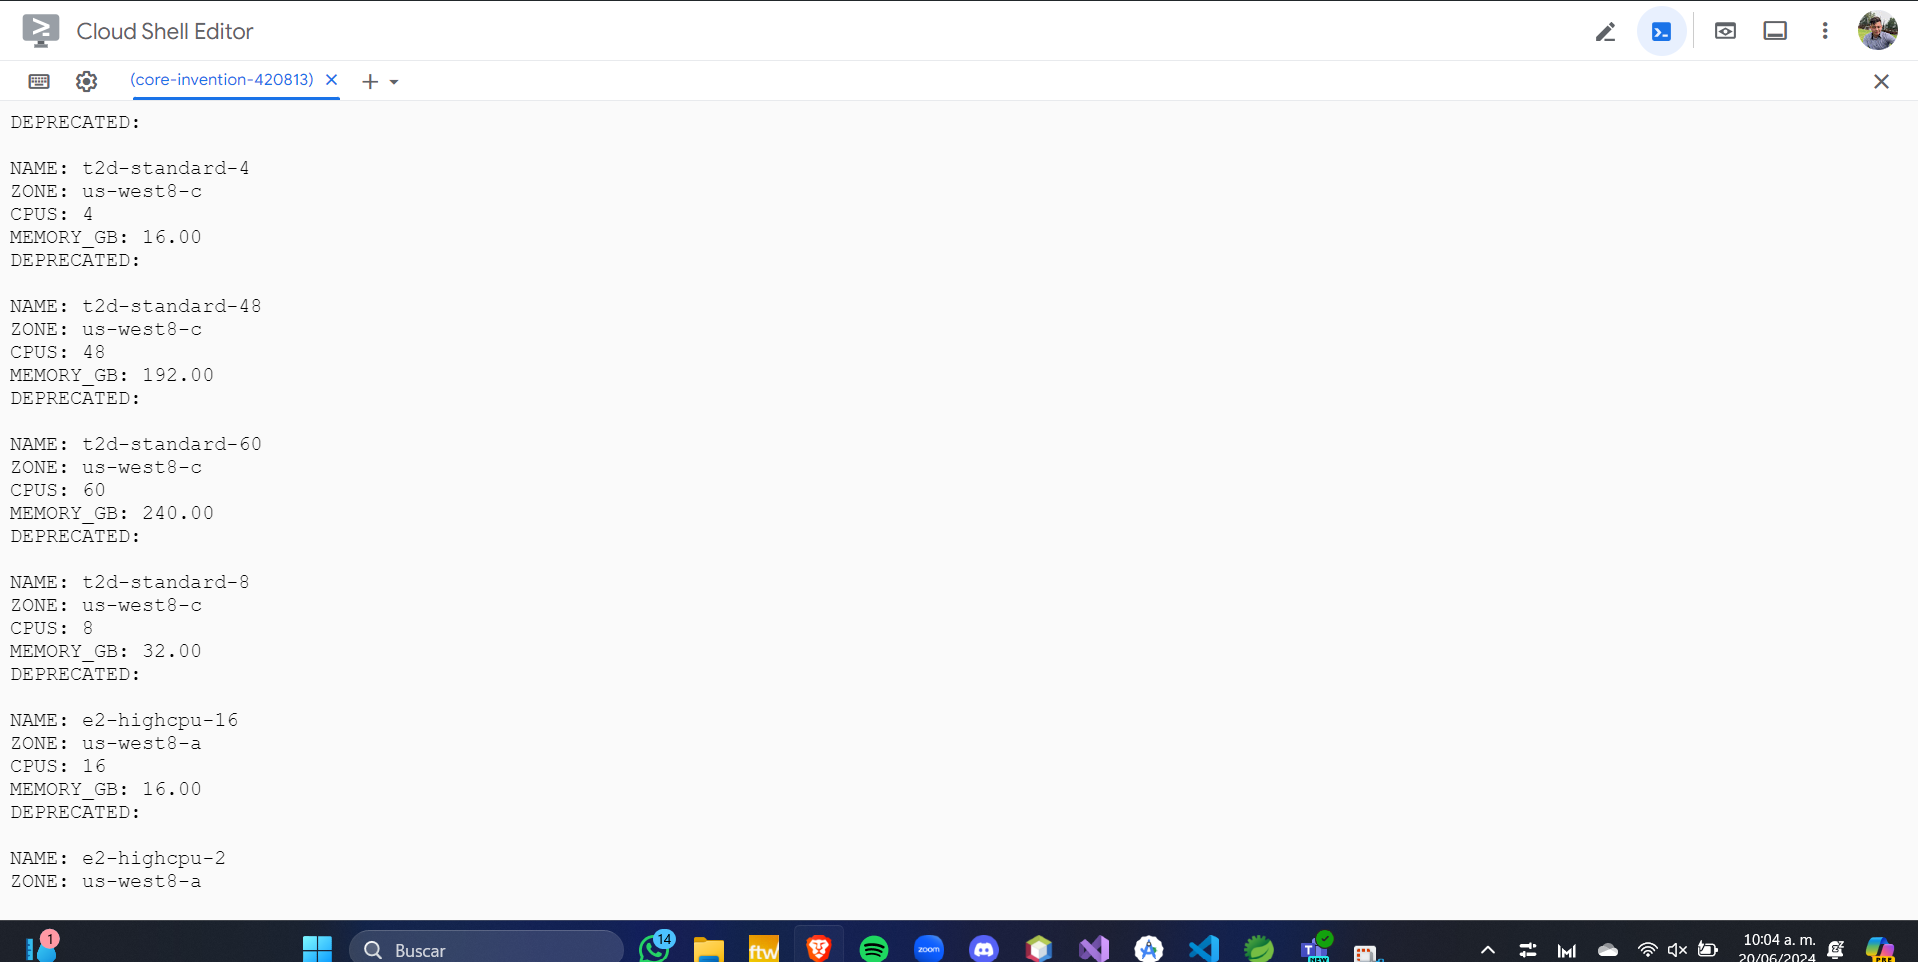 Cloud Shell Editor
(core-invention-420813)
DEPRECATED:
NAME: t2d-standard-4
ZONE: us-west8-c
CPUS: 4
MEMORY_GB: 16.00
DEPRECATED:
NAME: t2d-standard-48
ZONE: us-west8-c
CPUS: 48
MEMORY_GB: 192.00
DEPRECATED:
NAME: t2d-standard-60
ZONE: us-west8-c
CPUS: 60
MEMORY_GB: 240.00
DEPRECATED:
NAME: t2d-standard-8
ZONE: us-west8-c
CPUS: 8
MEMORY_GB: 32.00
DEPRECATED:
NAME: e2-highcpu-16
ZONE: us-west8-a
CPUS: 16
MEMORY_GB: 16.00
DEPRECATED:
NAME: e2-highcpu-2
ZONE: us-west8-a
1
Buscar
14
ftw
zoom
NEW
10:04 a. m.
20/06/2024
PRE